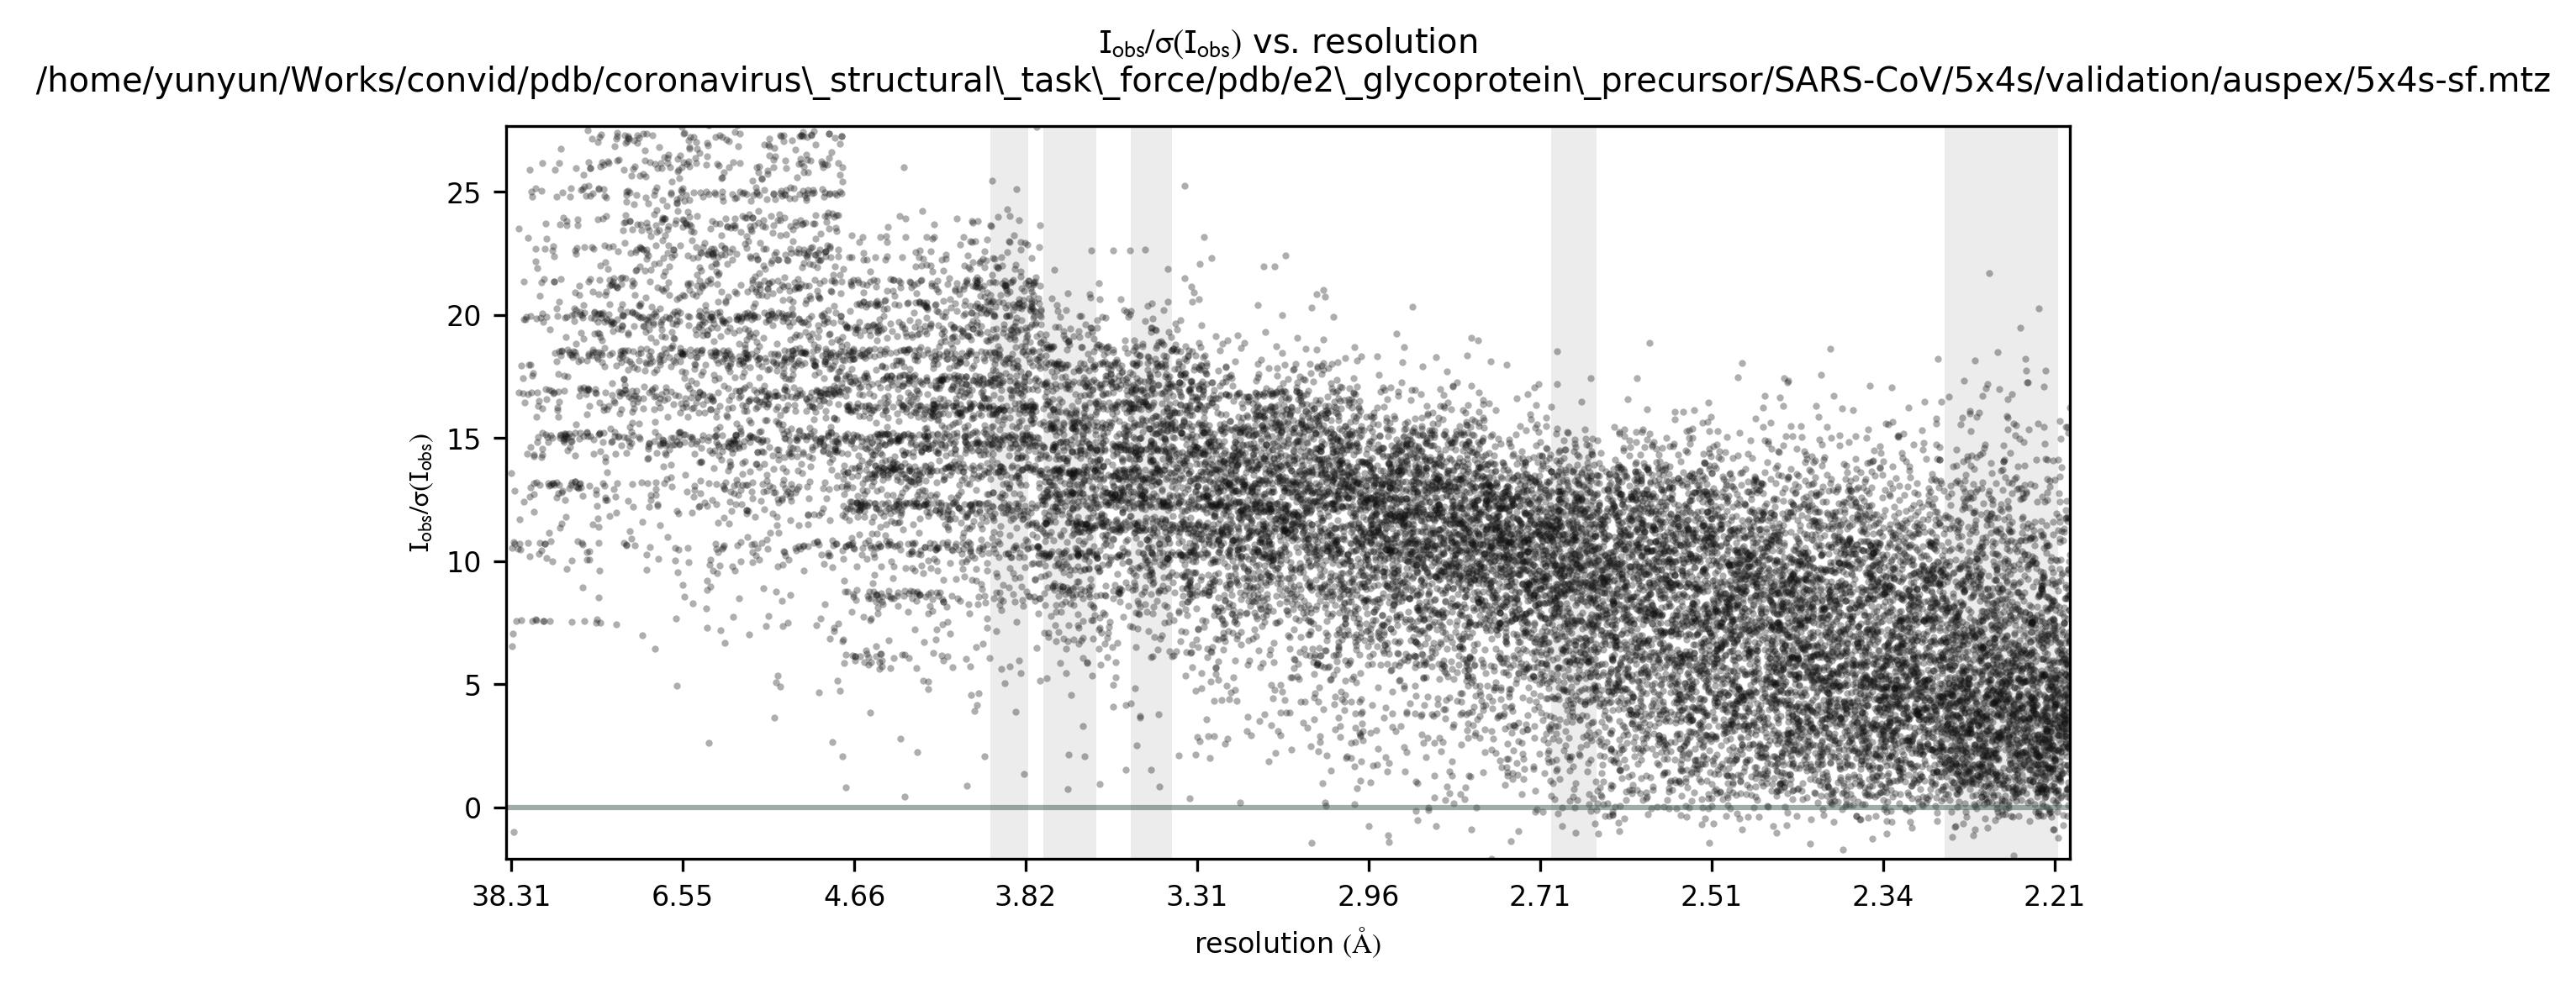 Iobs/σ(Iobs) vs. resolution
/home/yunyun/Works/convid/pdb/coronavirus\_structural\_task\_force/pdb/e2\_glycoprotein\_precursor/SARS-CoV/5x4s/validation/auspex/5x4s-sf.mtz
Iobs/σ(Iobs)
25
20
15
10
5
0
38.31 6.55 4.66 3.82 3.31 2.96 2.71 2.51 2.34 2.21
resolution (Å)